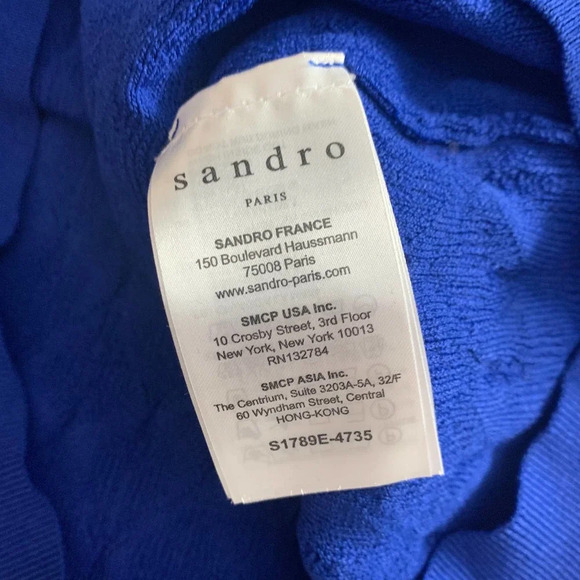 sandro
PARIS
SANDRO FRANCE
150 Boulevard Haussmann
75008 Paris
www.sandro-paris.com
SMCP USA Inc.
10 Crosby Street, 3rd Floor
New York, New York 10013
RN132784
SMCP ASIA Inc.
The Centrium, Suite 3203A-5A, 32/F
60 Wyndham Street, Central
HONG-KONG
S1789E-4735